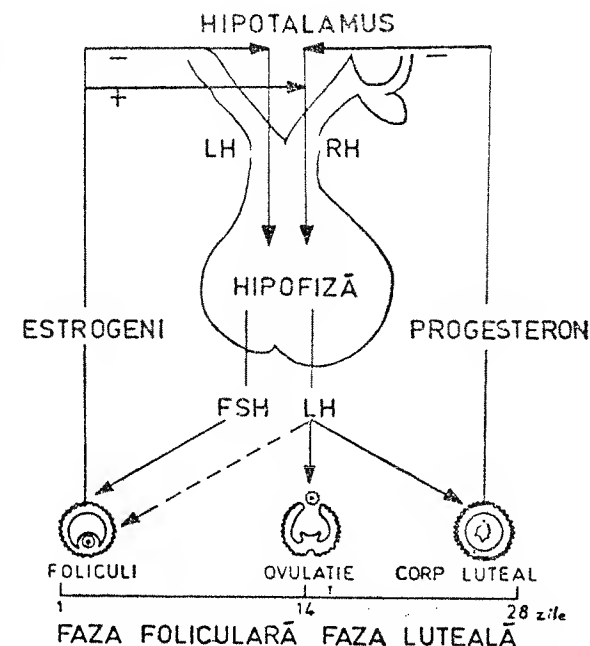 HIPOTALAMUS
− −
+
LH RH
HIPOFIZĂ
ESTROGENI PROGESTERON
FSH LH
FOLICULI OVULATIE CORP LUTEAL
1 14 28 zile
FAZA FOLICULARĂ FAZA LUTEALĂ